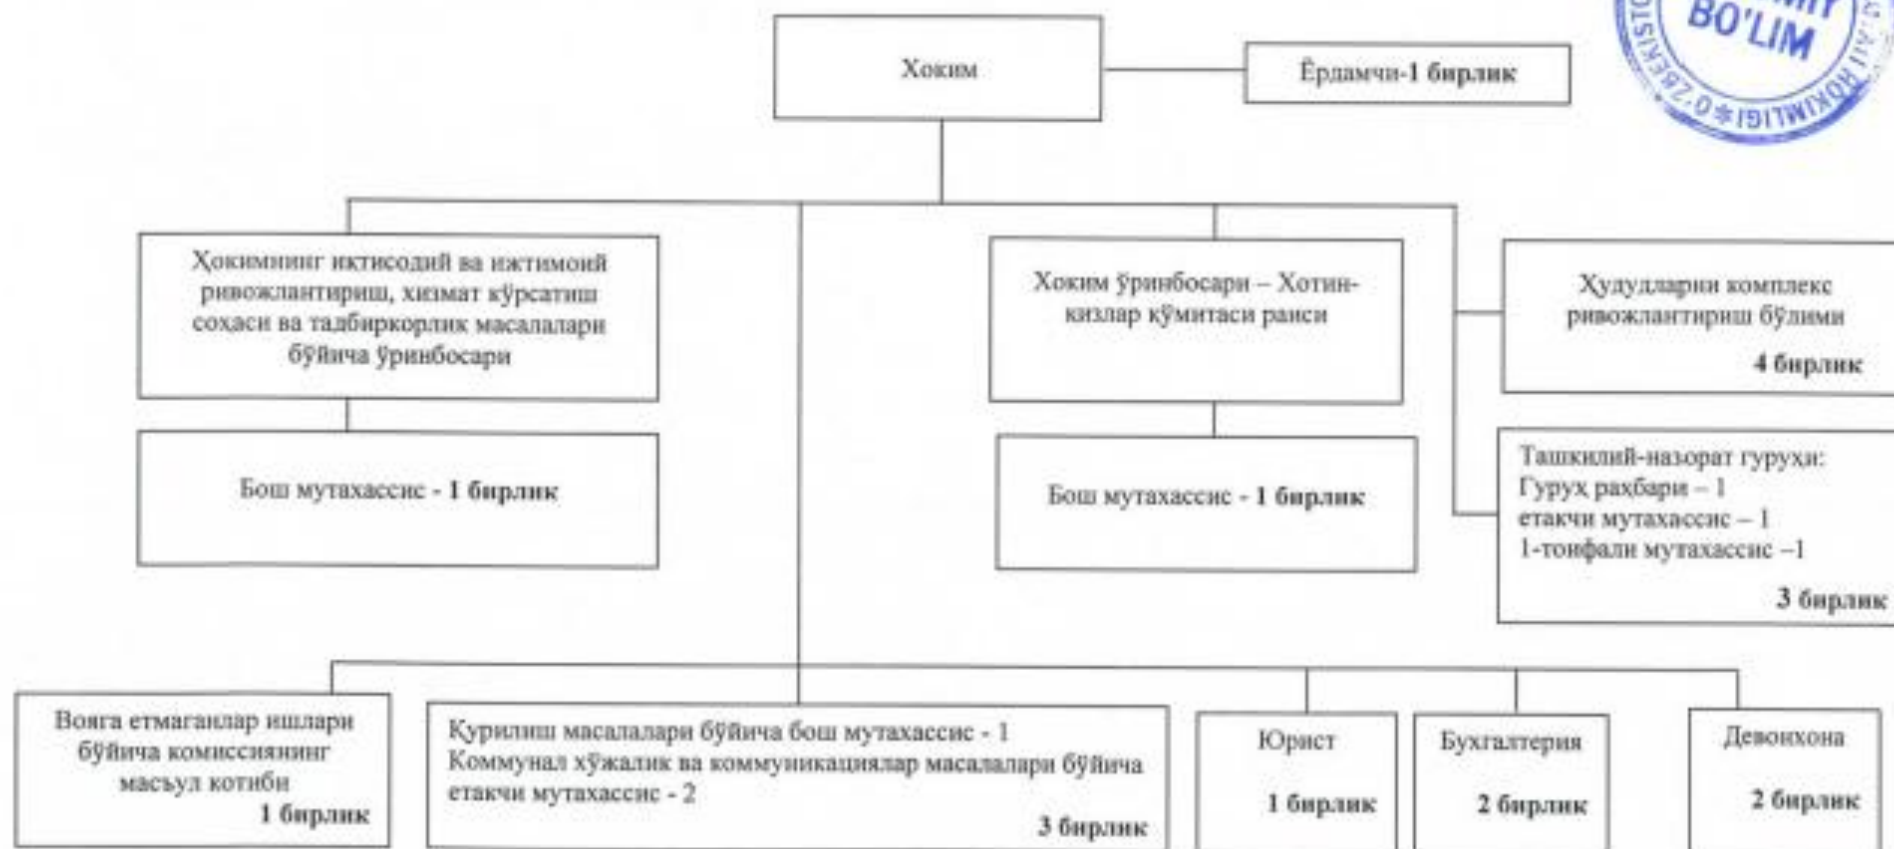 BO'LIM
O'ZBEKISTO
HOKIMLIGI
Хоким
Ёрдамчи-1 бирлик
Ҳокимнинг иқтисодий ва ижтимоий
ривожлантириш, хизмат кўрсатиш
соҳаси ва тадбиркорлик масалалари
бўйича ўринбосари
Хоким ўринбосари – Хотин-
қизлар қўмитаси раиси
Ҳудудларни комплекс
ривожлантириш бўлими
4 бирлик
Бош мутахассис - 1 бирлик
Бош мутахассис - 1 бирлик
Ташкилий-назорат гуруҳи:
Гуруҳ раҳбари – 1
етакчи мутахассис – 1
1-тоифали мутахассис –1
3 бирлик
Вояга етмаганлар ишлари
бўйича комиссиянинг
масъул котиби
1 бирлик
Қурилиш масалалари бўйича бош мутахассис - 1
Коммунал хўжалик ва коммуникациялар масалалари бўйича
етакчи мутахассис - 2
3 бирлик
Юрист
1 бирлик
Бухгалтерия
2 бирлик
Девонхона
2 бирлик